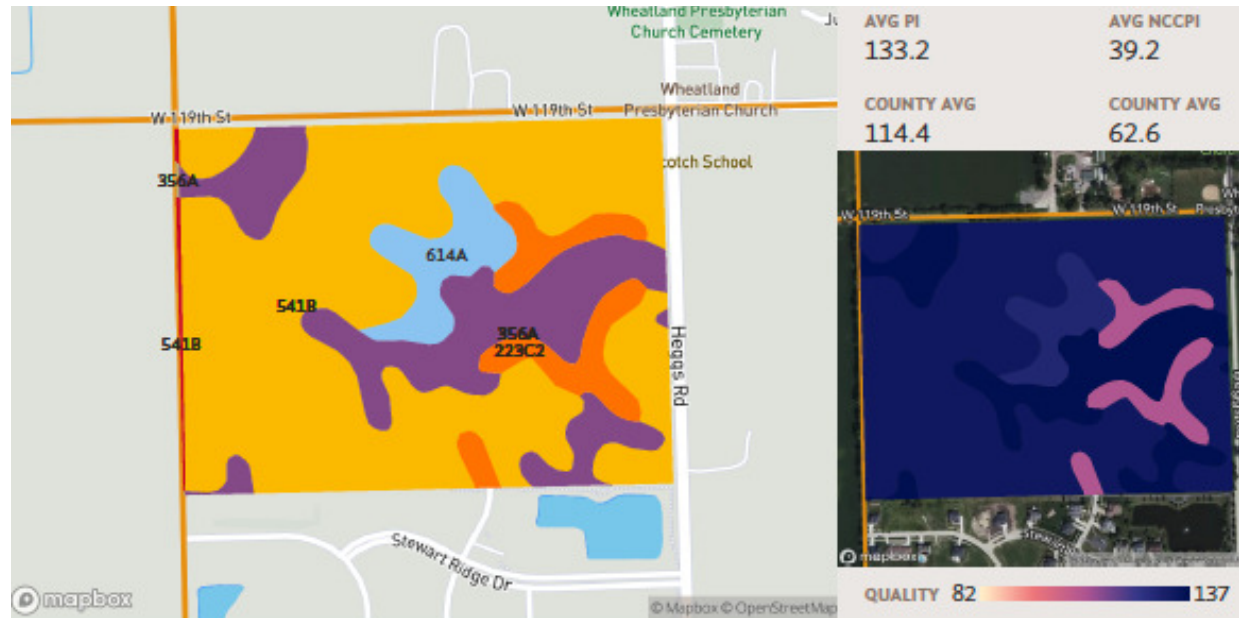 Wheatland Presbyterian
Church Cemetery
W 119th St
W 119th St
Wheatland
Presbyterian Church
356A
614A
541B
541B
356A
223C2
Heggs Rd
Stewart Ridge Dr
mapbox
© Mapbox © OpenStreetMap
AVG PI
133.2
AVG NCCPI
39.2
COUNTY AVG
114.4
COUNTY AVG
62.6
W 119th St
W 119th St
mapbox
QUALITY 82
137